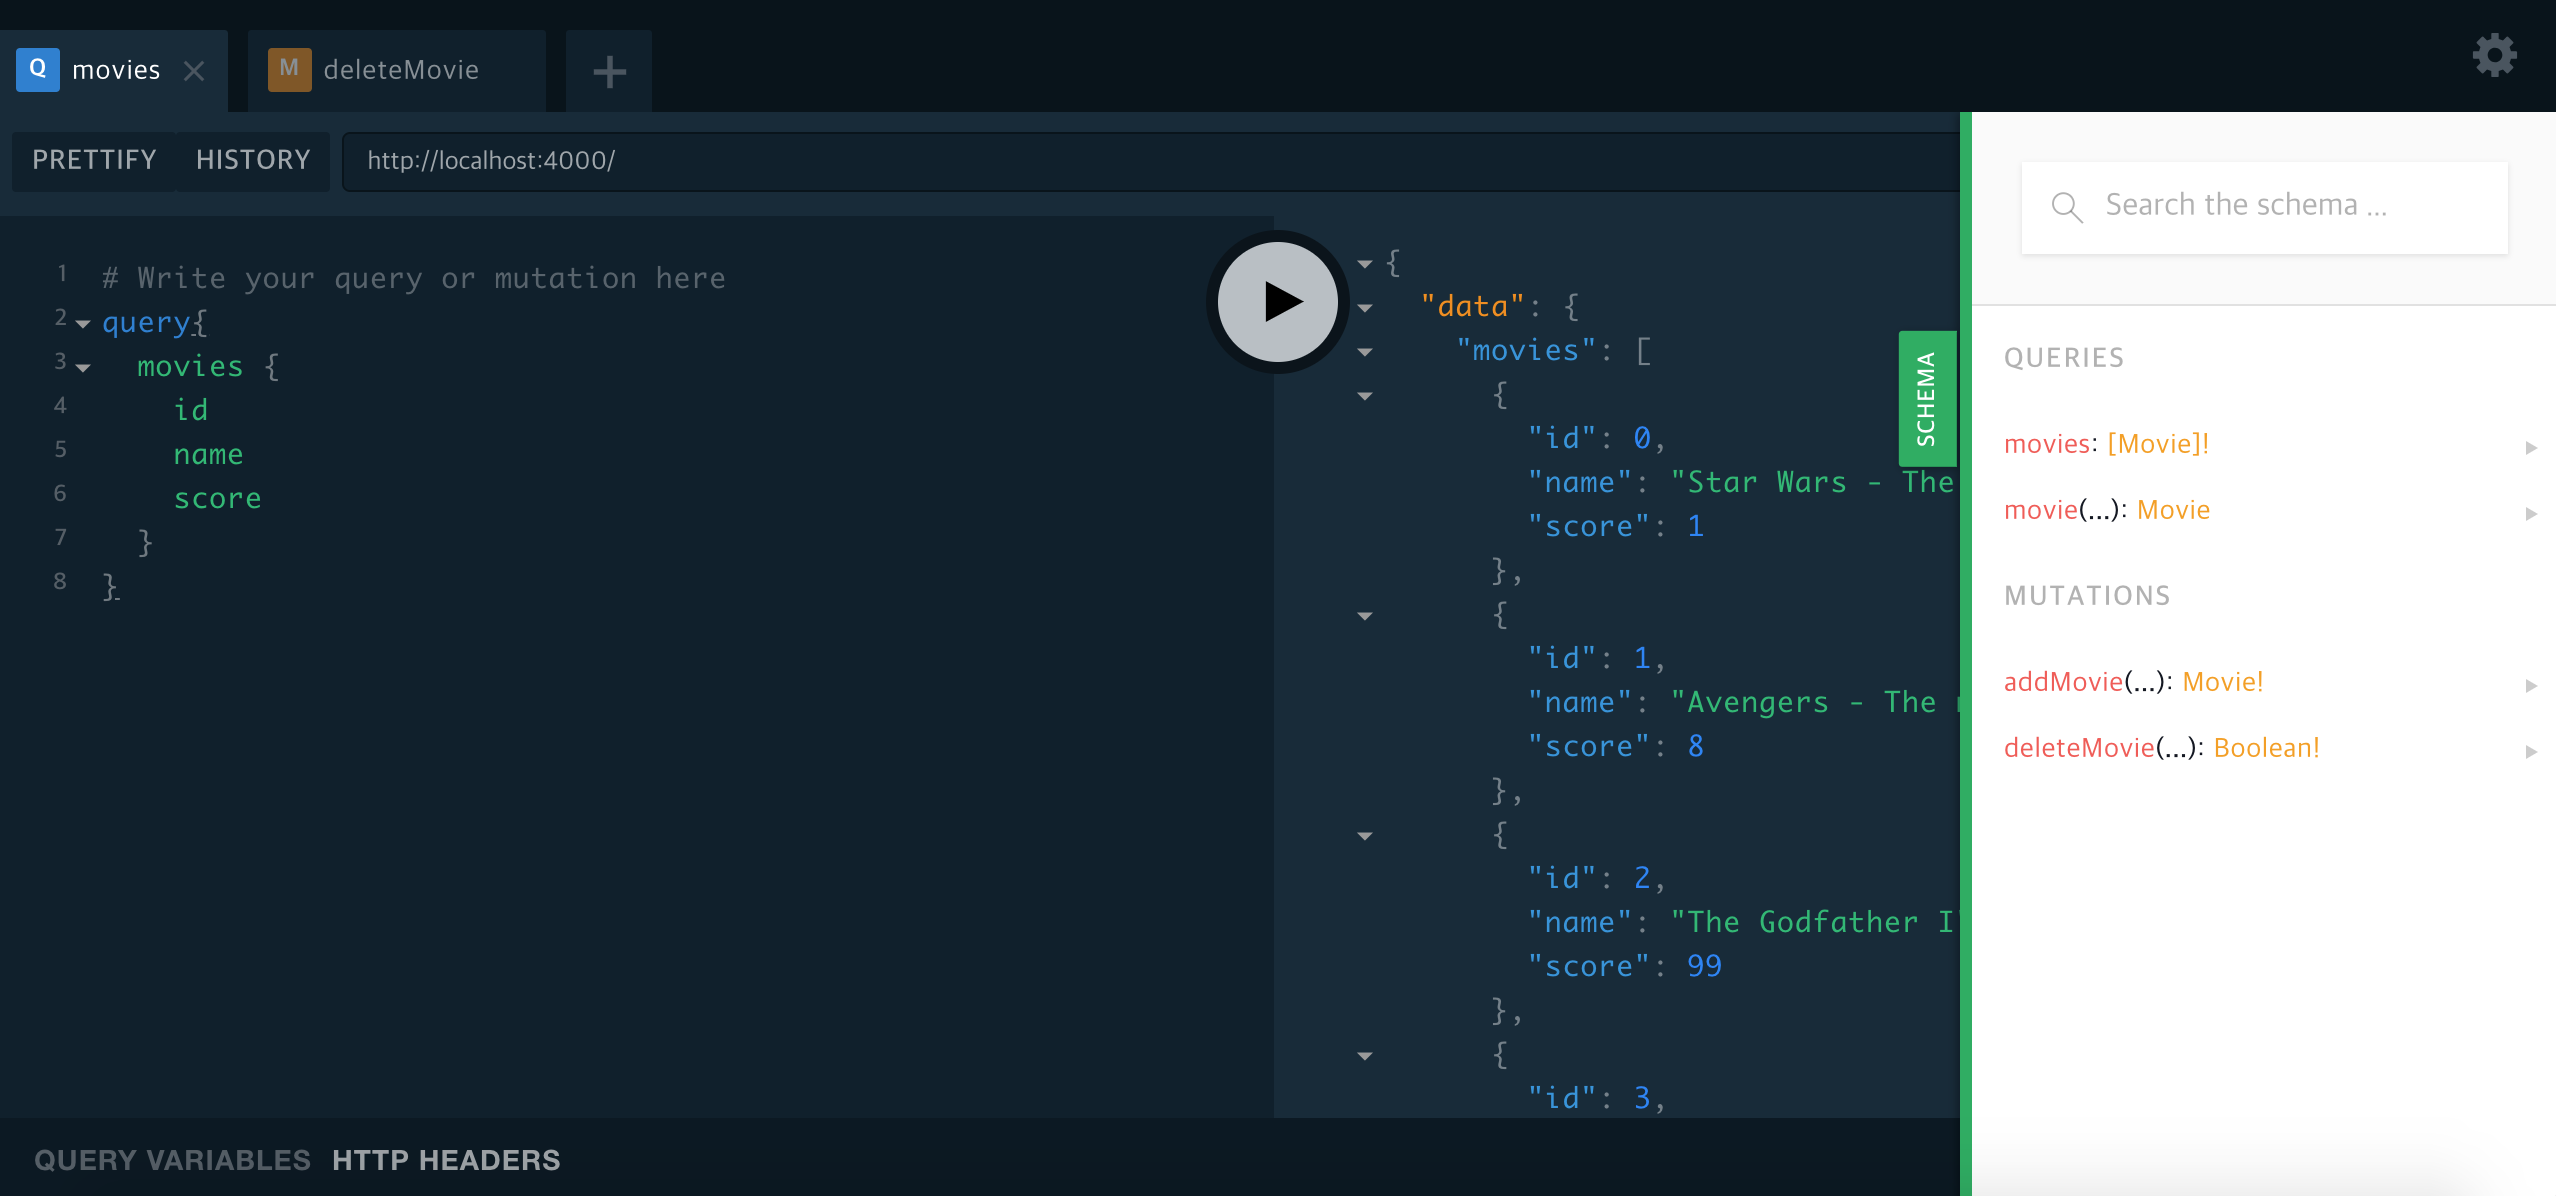 Q movies
M deleteMovie
PRETTIFY HISTORY http://localhost:4000/
1 # Write your query or mutation here
2 query{
3 movies {
4 id
5 name
6 score
7 }
8 }
{
"data": {
"movies": [
{
"id": 0,
"name": "Star Wars - The
"score": 1
},
{
"id": 1,
"name": "Avengers - The
"score": 8
},
{
"id": 2,
"name": "The Godfather I
"score": 99
},
{
"id": 3,
SCHEMA
Search the schema ...
QUERIES
movies: [Movie]!
movie(...): Movie
MUTATIONS
addMovie(...): Movie!
deleteMovie(...): Boolean!
QUERY VARIABLES HTTP HEADERS